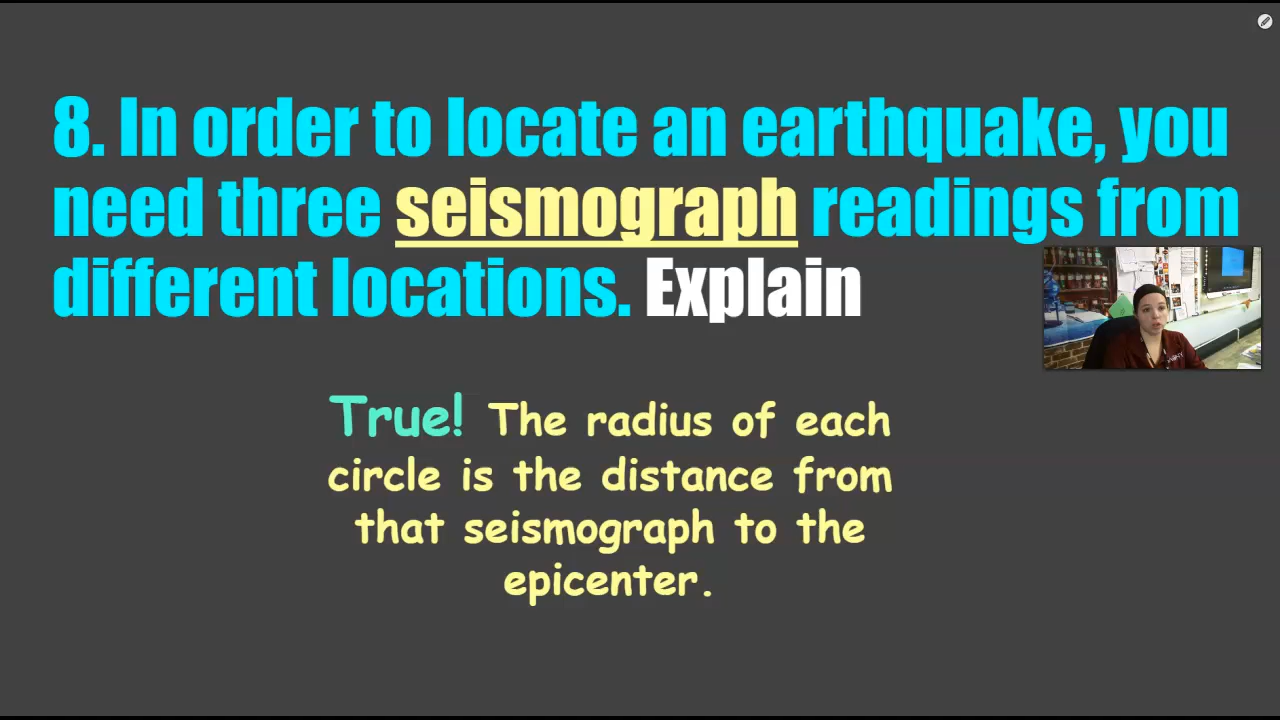 8. In order to locate an earthquake, you
need three seismograph readings from
different locations. Explain
True! The radius of each
circle is the distance from
that seismograph to the
epicenter.